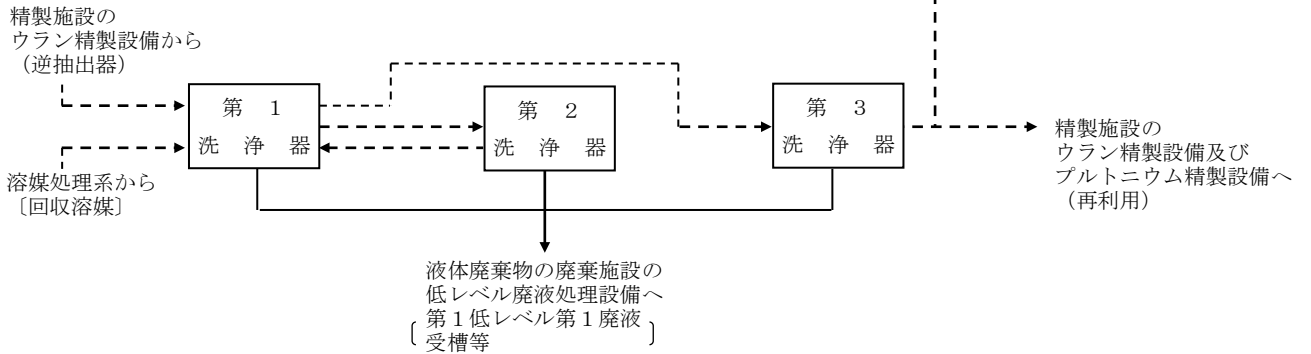 精製施設の
ウラン精製設備から
（逆抽出器）
溶媒処理系から
〔回収溶媒〕
第　１
洗　浄　器
第　２
洗　浄　器
第　３
洗　浄　器
精製施設の
ウラン精製設備及び
プルトニウム精製設備へ
（再利用）
液体廃棄物の廃棄施設の
低レベル廃液処理設備へ
〔第１低レベル第１廃液
受槽等〕